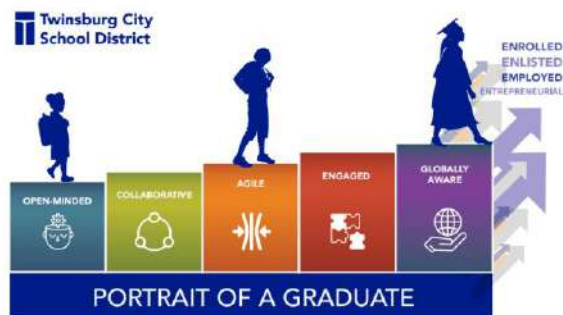 Twinsburg City
School District
ENROLLED
ENLISTED
EMPLOYED
ENTREPRENEURIAL
OPEN-MINDED
COLLABORATIVE
AGILE
ENGAGED
GLOBALLY
AWARE
PORTRAIT OF A GRADUATE